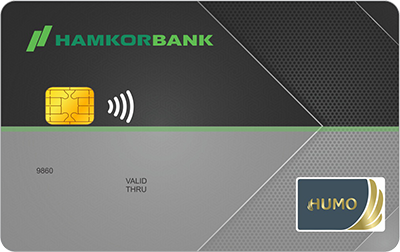 HAMKORBANK
9860
VALID
THRU
HUMO